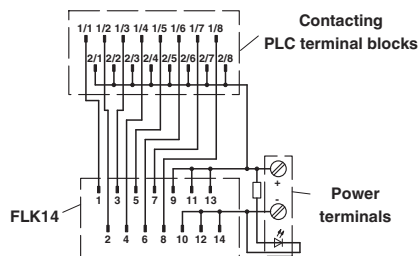 Contacting
PLC terminal blocks
1/1 1/2 1/3 1/4 1/5 1/6 1/7 1/8
2/1 2/2 2/3 2/4 2/5 2/6 2/7 2/8
+
-
1 3 5 7 9 11 13
Power
terminals
FLK14
2 4 6 8 10 12 14